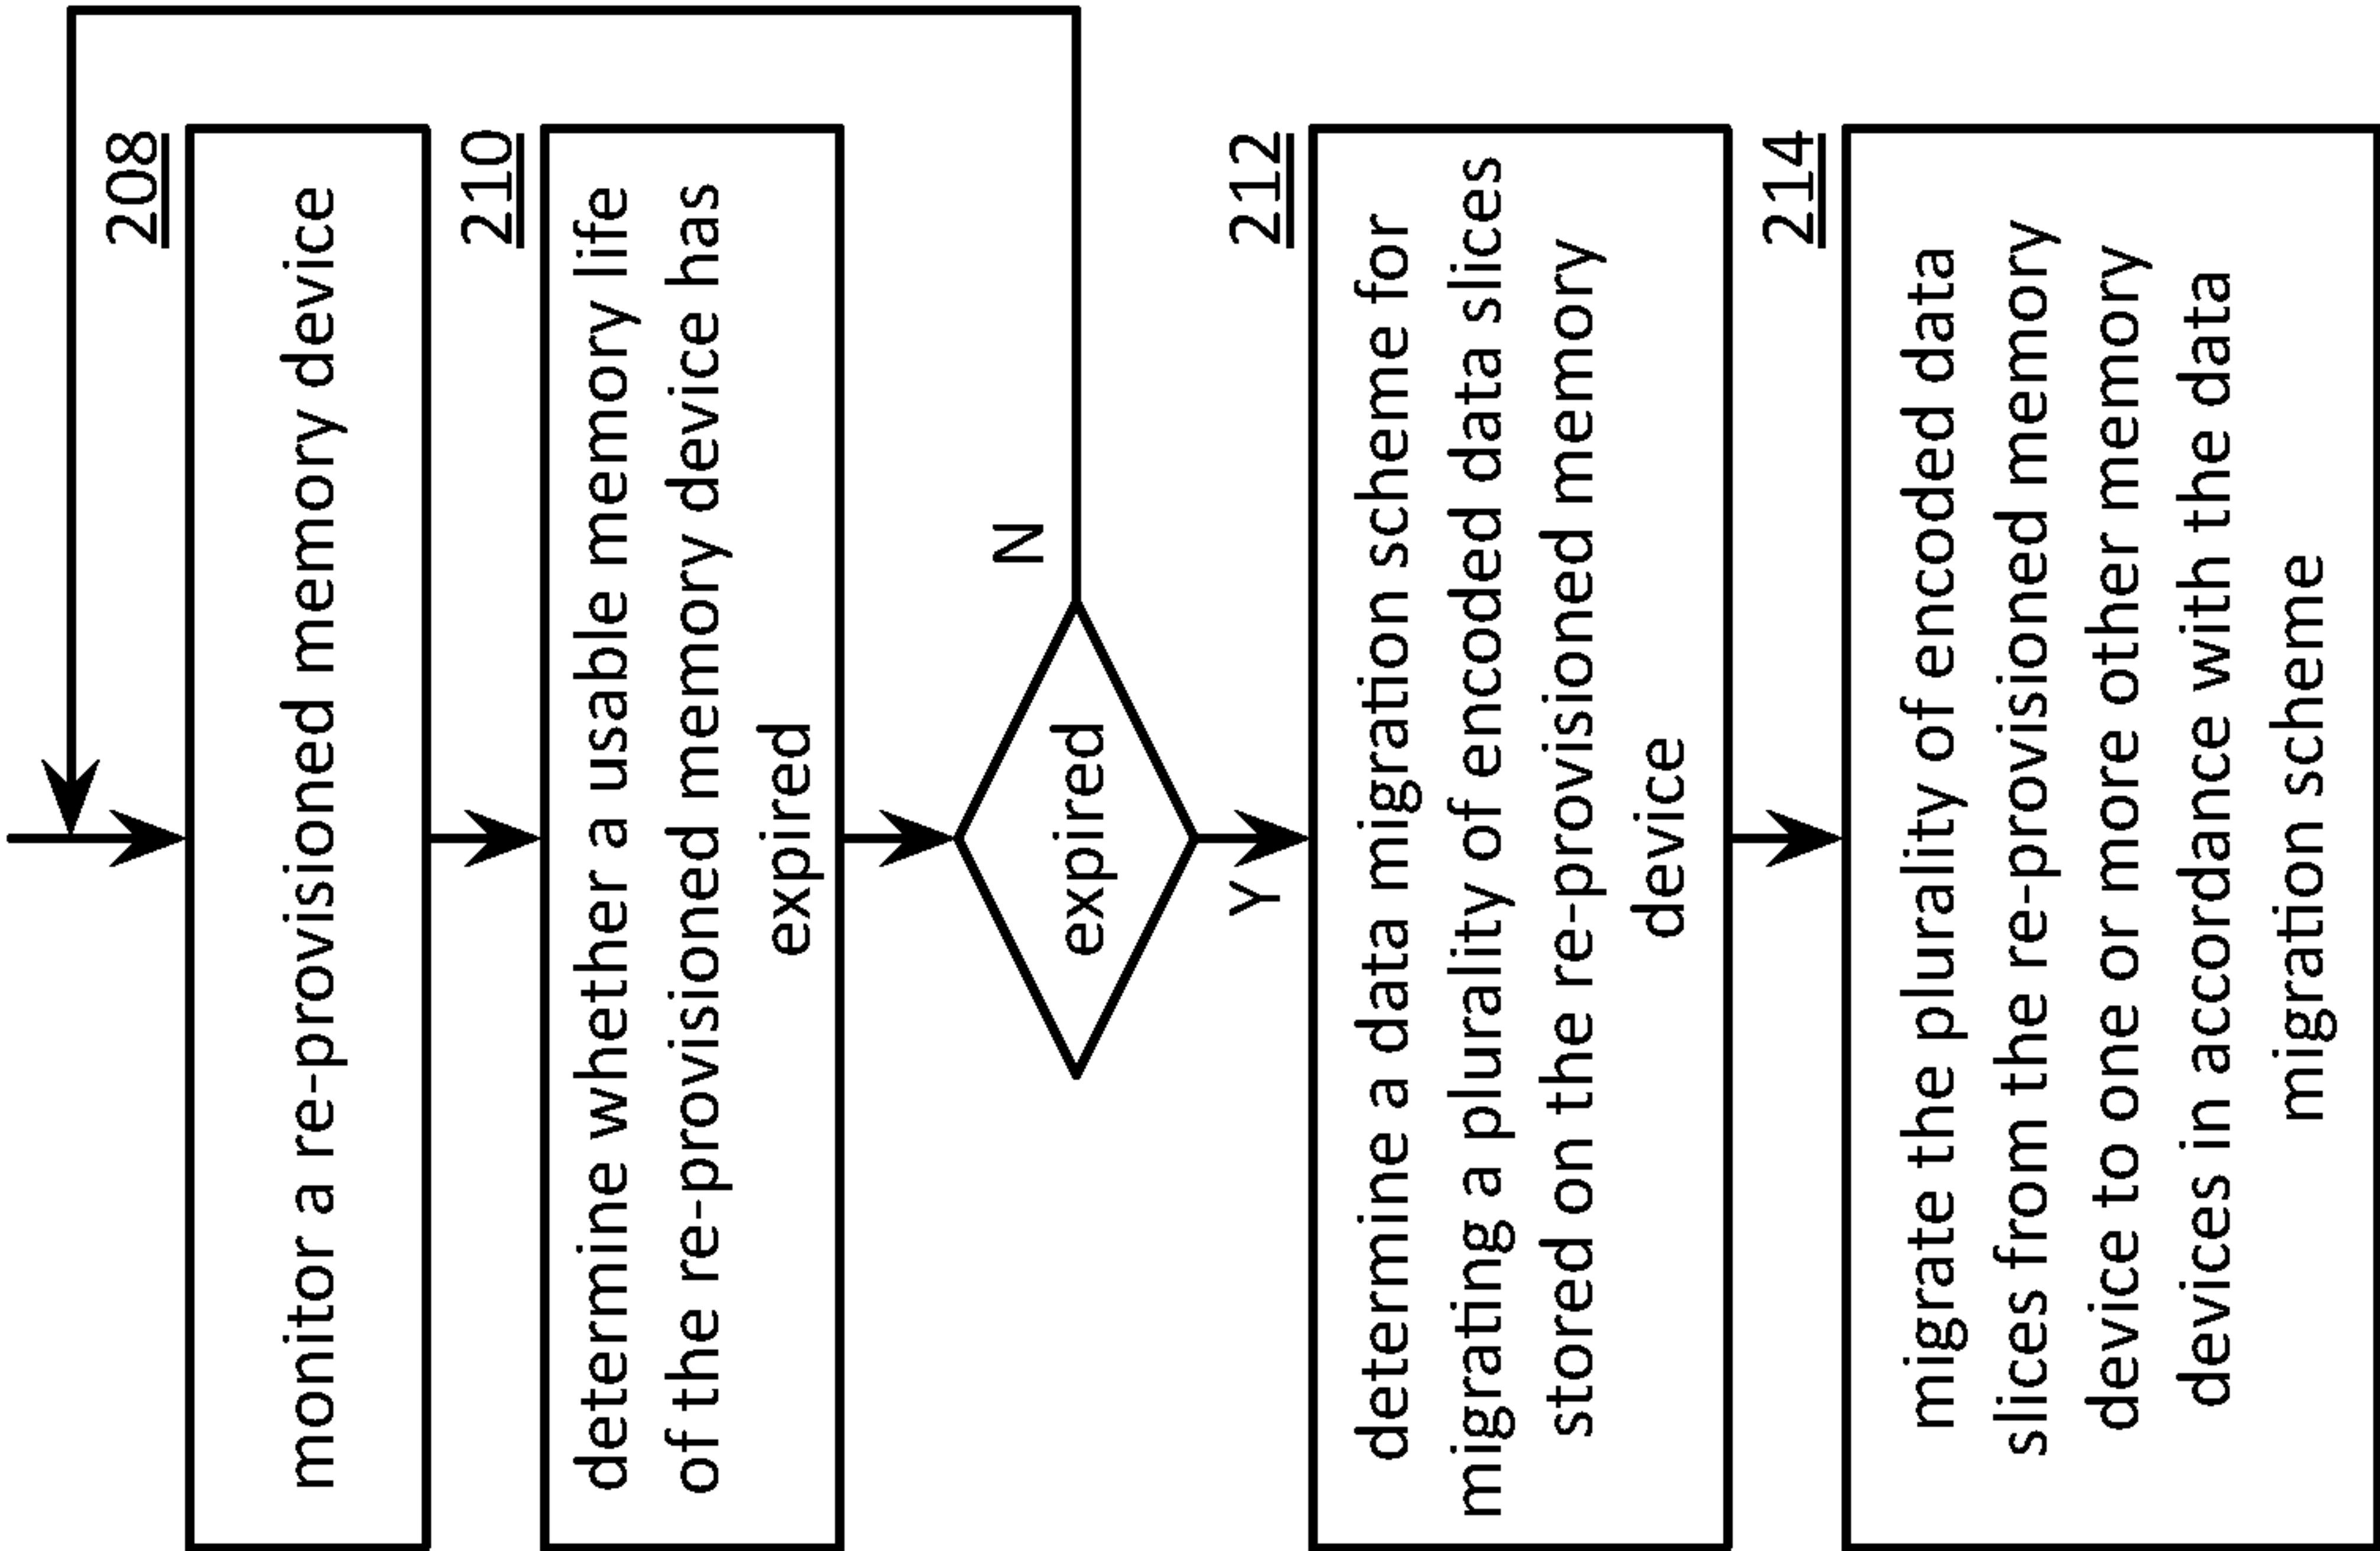 208
monitor a re-provisioned memory device
210
determine whether a usable memory life
of the re-provisioned memory device has
expired
expired
N
Y
212
determine a data migration scheme for
migrating a plurality of encoded data slices
stored on the re-provisioned memory
device
214
migrate the plurality of encoded data
slices from the re-provisioned memory
device to one or more other memory
devices in accordance with the data
migration scheme